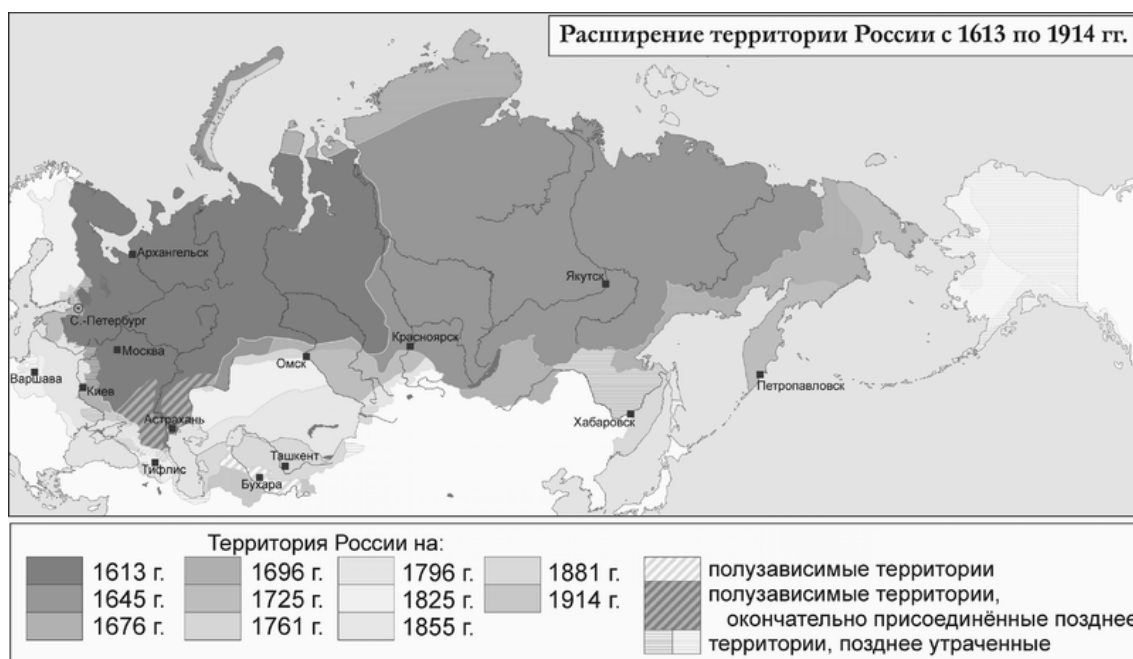 Расширение территории России с 1613 по 1914 гг.
Архангельск
С.-Петербург
Москва
Варшава
Киев
Астрахань
Тифлис
Омск
Ташкент
Бухара
Красноярск
Якутск
Хабаровск
Петропавловск
Территория России на:
1613 г.
1645 г.
1676 г.
1696 г.
1725 г.
1761 г.
1796 г.
1825 г.
1855 г.
1881 г.
1914 г.
полузависимые территории
полузависимые территории,
окончательно присоединённые позднее
территории, позднее утраченные